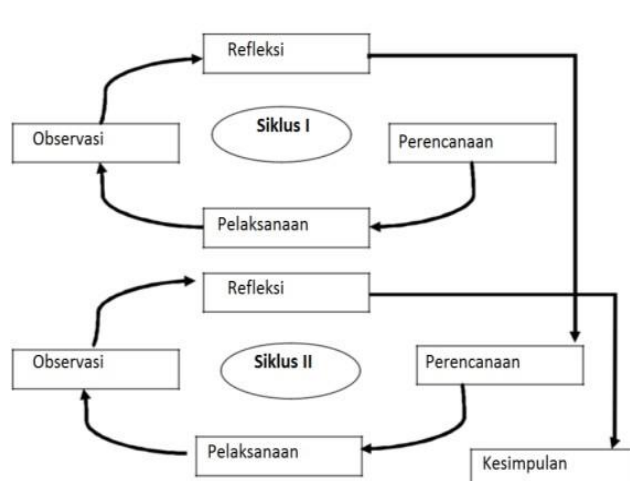 Refleksi
Siklus I
Observasi
Perencanaan
Pelaksanaan
Refleksi
Siklus II
Observasi
Perencanaan
Pelaksanaan
Kesimpulan